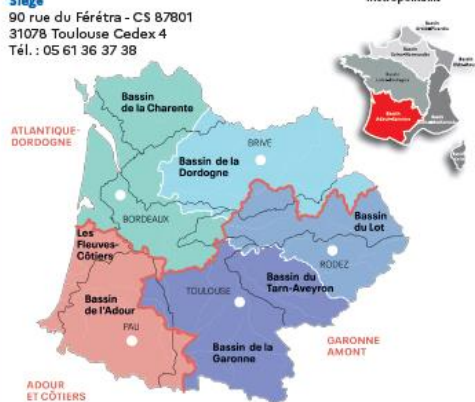 Siège
90 rue du Férétra - CS 87801
31078 Toulouse Cedex 4
Tél. : 05 61 36 37 38
Bassin
de la Charente
ATLANTIQUE-
DORDOGNE
BRIVE
Bassin de la
Dordogne
BORDEAUX
Bassin
du Lot
Les
Fleuves-
Côtiers
RODEZ
Bassin du
Tarn-Aveyron
TOULOUSE
Bassin
de l'Adour
PAU
Bassin de la
Garonne
GARONNE
AMONT
ADOUR
ET CÔTIERS